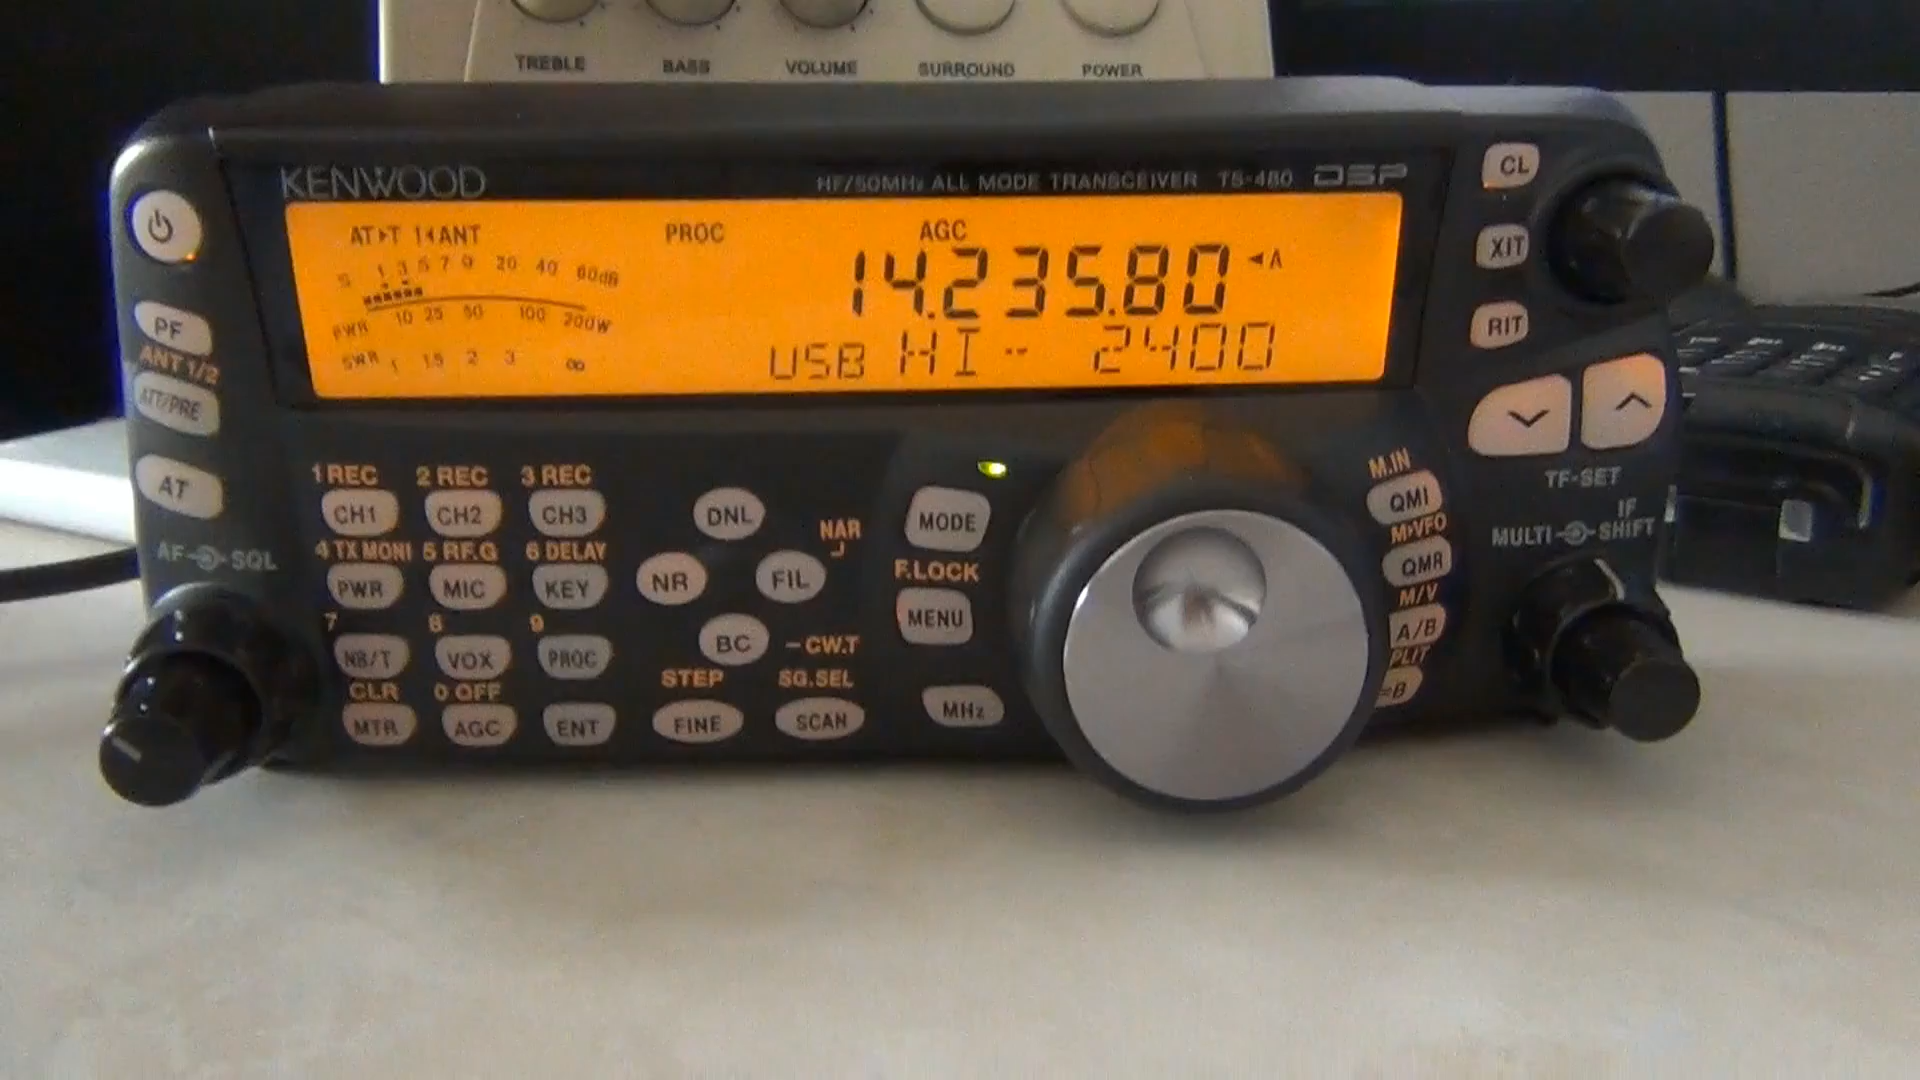 TREBLE BASS VOLUME SURROUND POWER
KENWOOD HF/50MHz ALL MODE TRANSCEIVER TS-480 DSP
CL
AT▸T 1◂ANT PROC AGC
S 1 3 5 7 9 20 40 60dB
14.235.80 ◂A
XIT
PWR 10 25 50 100 200W
RIT
SWR 1 1.5 2 3 ∞
USB HI -- 2400
PF
ANT 1/2
ATT/PRE
AT
1 REC 2 REC 3 REC
CH1 CH2 CH3
4 TX MONI 5 RF.G 6 DELAY
PWR MIC KEY
7 8 9
NB/T VOX PROC
CLR 0 OFF
MTR AGC ENT
DNL
NAR
NR FIL
BC – CW.T
STEP SG.SEL
FINE SCAN
MODE
F.LOCK
MENU
MHz
M.IN
QMI
M▸VFO
QMR
M/V
A/B
PLIT
=B
TF-SET
MULTI IF SHIFT
AF SQL